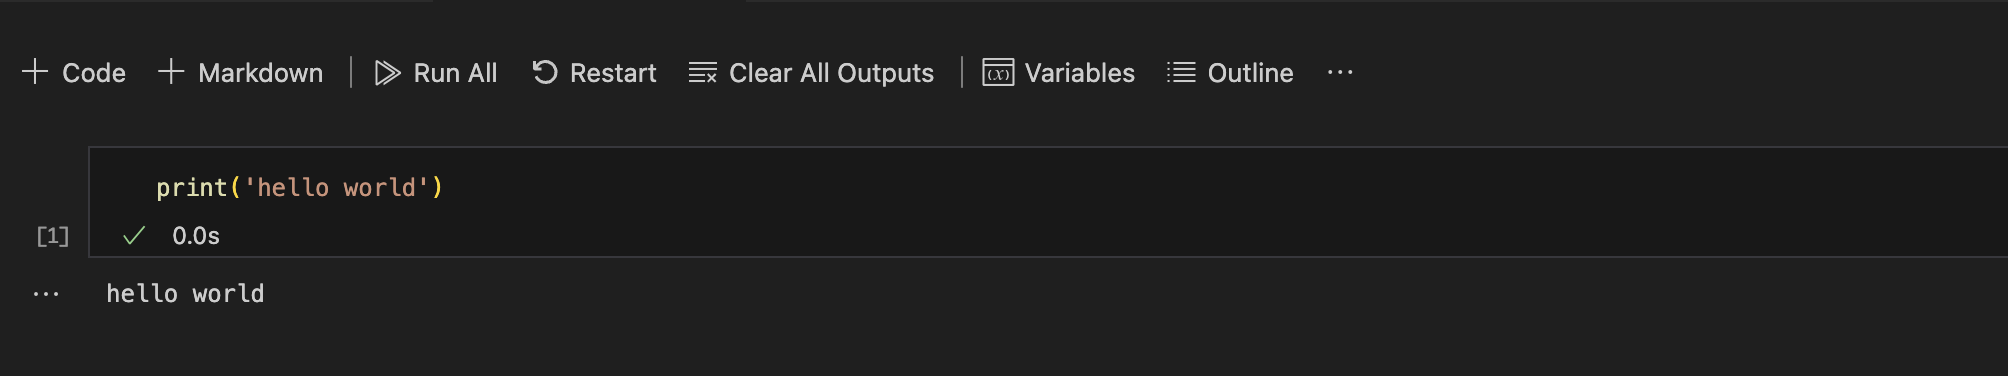 Code Markdown Run All Restart Clear All Outputs (x) Variables Outline ...
print('hello world')
[1] 0.0s
... hello world